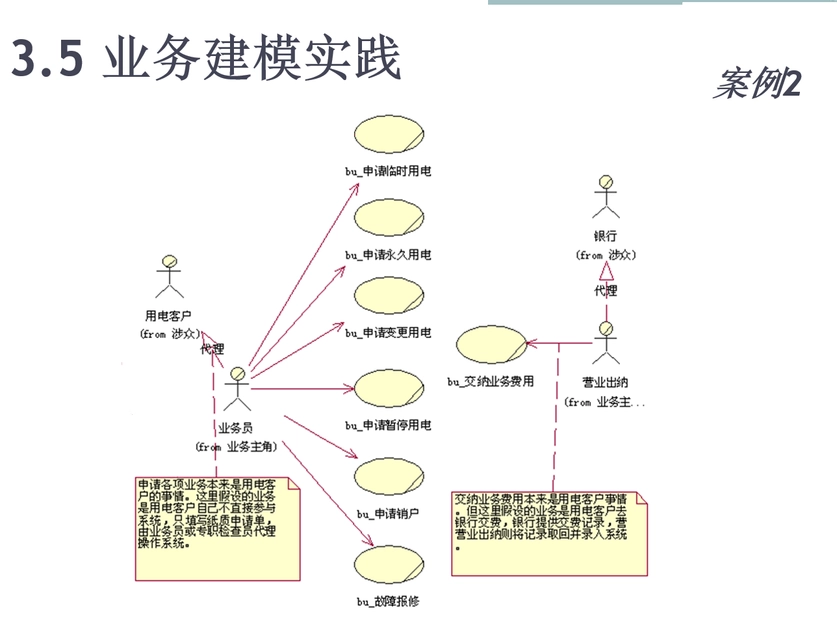 3.5 业务建模实践
案例2
bu_申请临时用电
银行
(from 涉众)
bu_申请永久用电
代理
用电客户
(from 涉众)
bu_申请变更用电
代理
bu_交纳业务费用
营业出纳
(from 业务主...
业务员
(from 业务主角)
bu_申请暂停用电
申请各项业务本来是用电客
户的事情。这里假设的业务
是用电客户自己不直接参与
系统，只填写纸质申请单，
由业务员或专职检查员代理
操作系统。
bu_申请销户
交纳业务费用本来是用电客户事情
。但这里假设的业务是用电客户去
银行交费，银行提供交费记录，营
营业出纳则将记录取回并录入系统
。
bu_故障报修